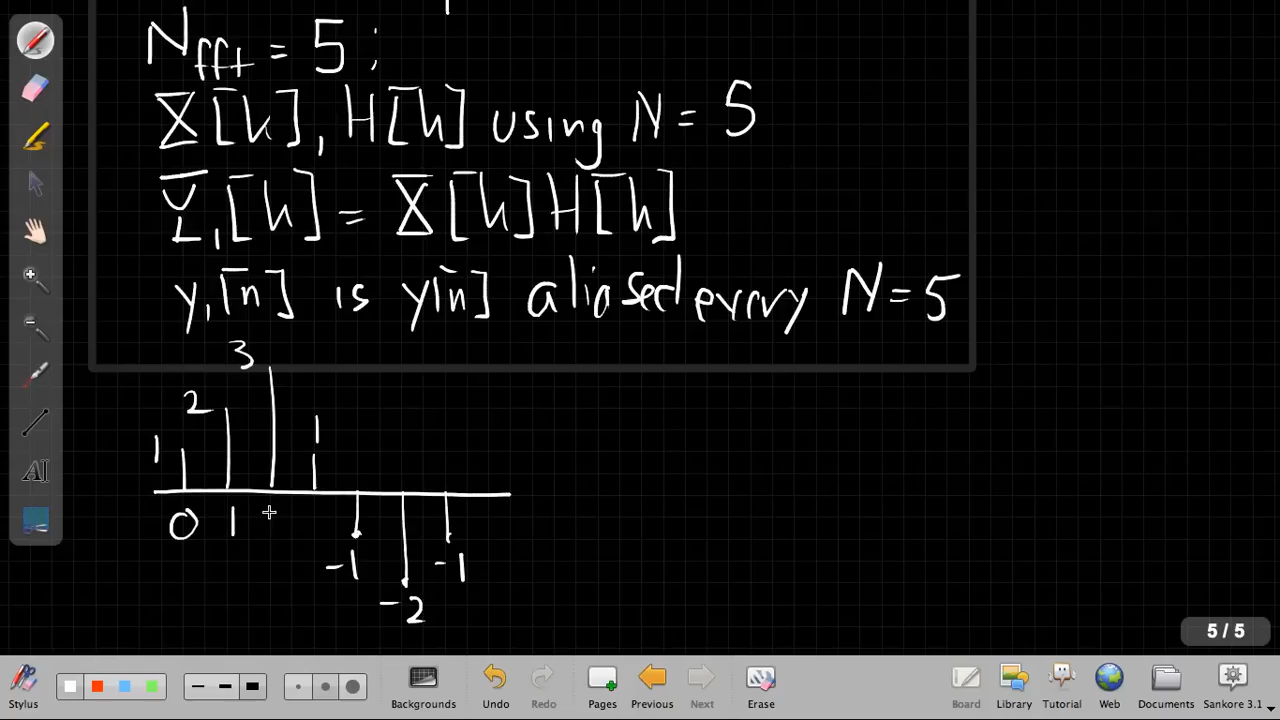 N_fft = 5 ;
X[k], H[k] using N = 5
Y_1[k] = X[k]H[k]
y_1[n] is y[n] aliased every N = 5
3
2
1 1
0 1
-1 -1
-2
5 / 5
Stylus Backgrounds Undo Redo Pages Previous Next Erase Board Library Tutorial Web Documents Sankore 3.1